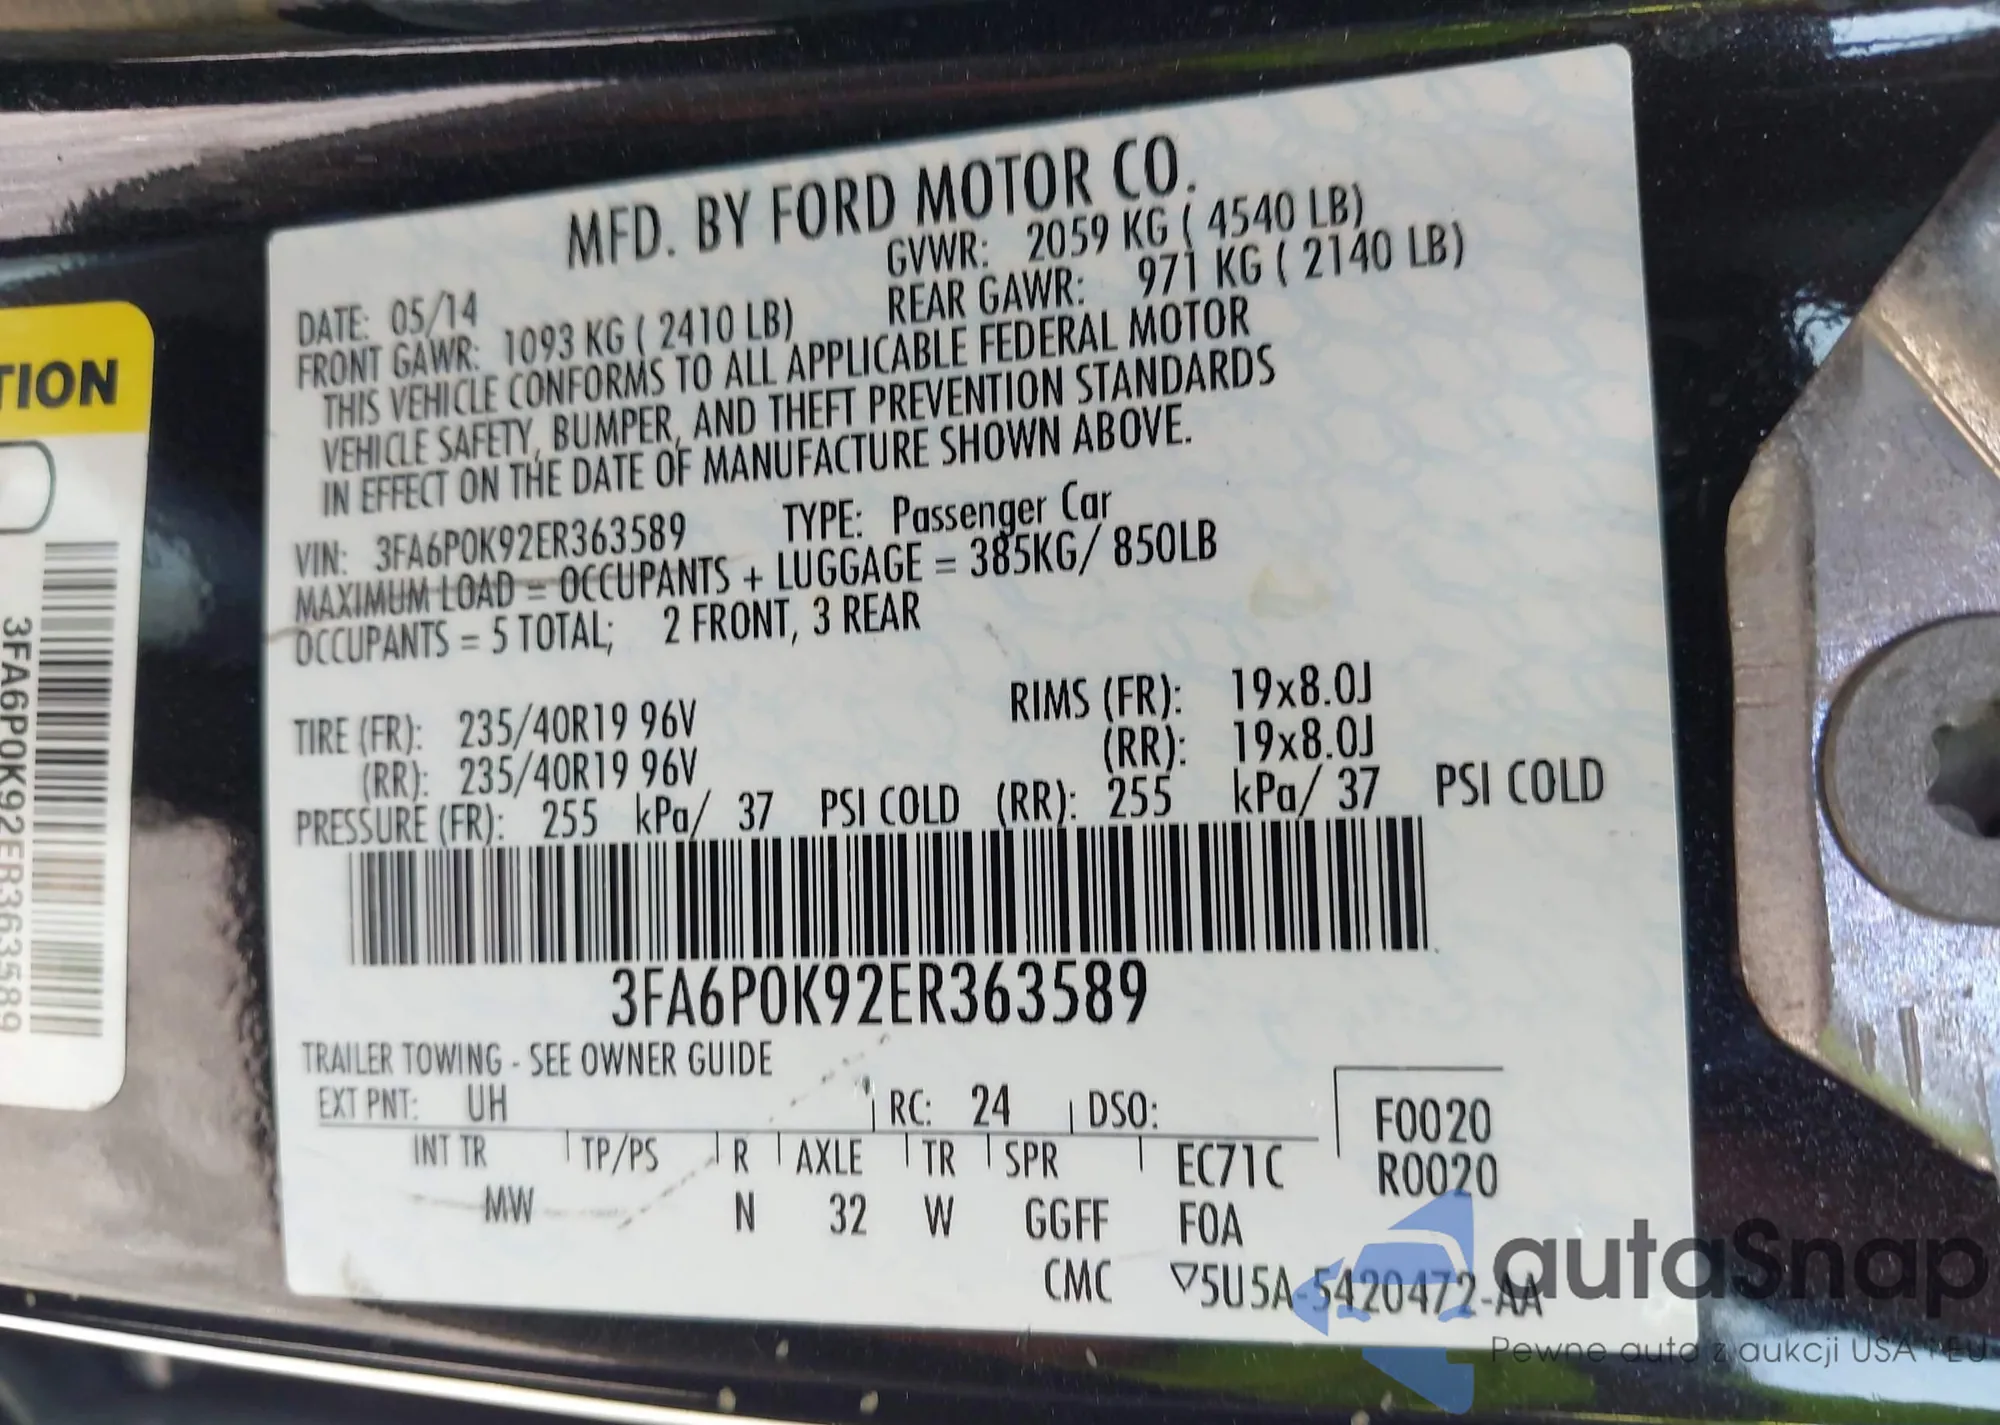 TION
3FA6P0K92ER363589
MFD. BY FORD MOTOR CO.
DATE: 05/14 GVWR: 2059 KG ( 4540 LB)
FRONT GAWR: 1093 KG ( 2410 LB) REAR GAWR: 971 KG ( 2140 LB)
THIS VEHICLE CONFORMS TO ALL APPLICABLE FEDERAL MOTOR
VEHICLE SAFETY, BUMPER, AND THEFT PREVENTION STANDARDS
IN EFFECT ON THE DATE OF MANUFACTURE SHOWN ABOVE.
VIN: 3FA6P0K92ER363589 TYPE: Passenger Car
MAXIMUM LOAD = OCCUPANTS + LUGGAGE = 385KG/ 850LB
OCCUPANTS = 5 TOTAL; 2 FRONT, 3 REAR
TIRE (FR): 235/40R19 96V RIMS (FR): 19x8.0J
(RR): 235/40R19 96V (RR): 19x8.0J
PRESSURE (FR): 255 kPa/ 37 PSI COLD (RR): 255 kPa/ 37 PSI COLD
3FA6P0K92ER363589
TRAILER TOWING - SEE OWNER GUIDE
EXT PNT: UH RC: 24 DSO: F0020
INT TR TP/PS R AXLE TR SPR EC71C R0020
MW N 32 W GGFF F0A
CMC ▽5U5A-5420472-AA
autoSnap
Pewne auto z aukcji USA i EU